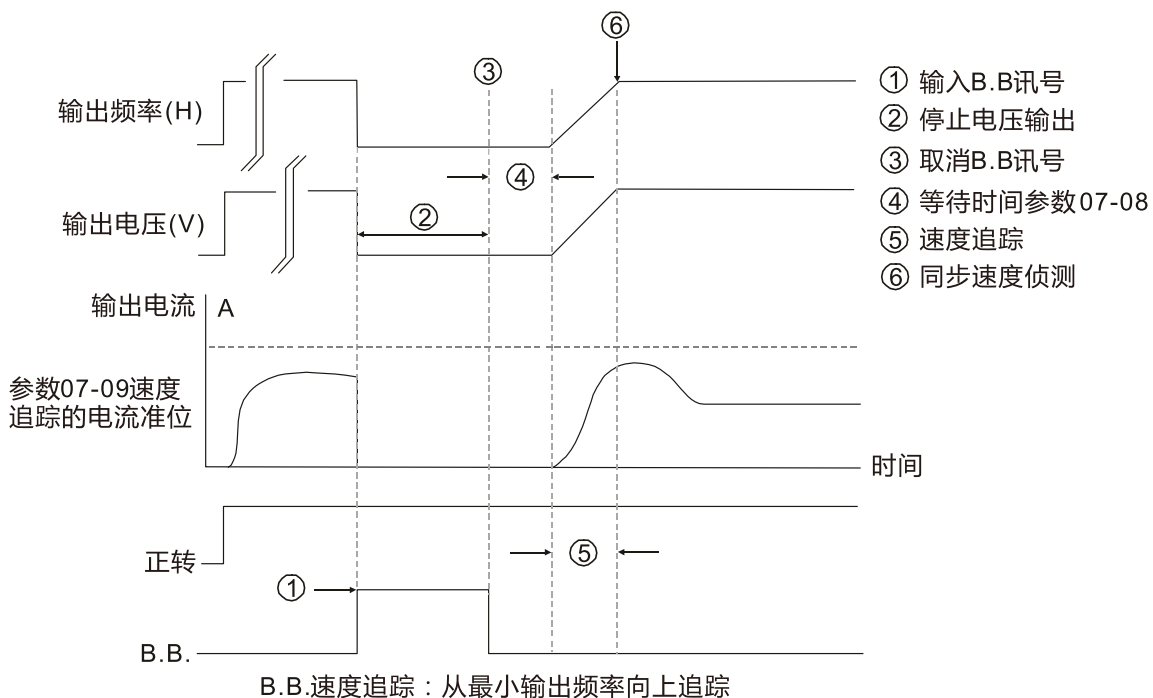 ⑥
③
输出频率(H)
④
输出电压(V)
②
① 输入B.B讯号
② 停止电压输出
③ 取消B.B讯号
④ 等待时间参数07-08
⑤ 速度追踪
⑥ 同步速度侦测
输出电流 A
参数07-09速度
追踪的电流准位
时间
正转
⑤
①
B.B.
B.B.速度追踪：从最小输出频率向上追踪